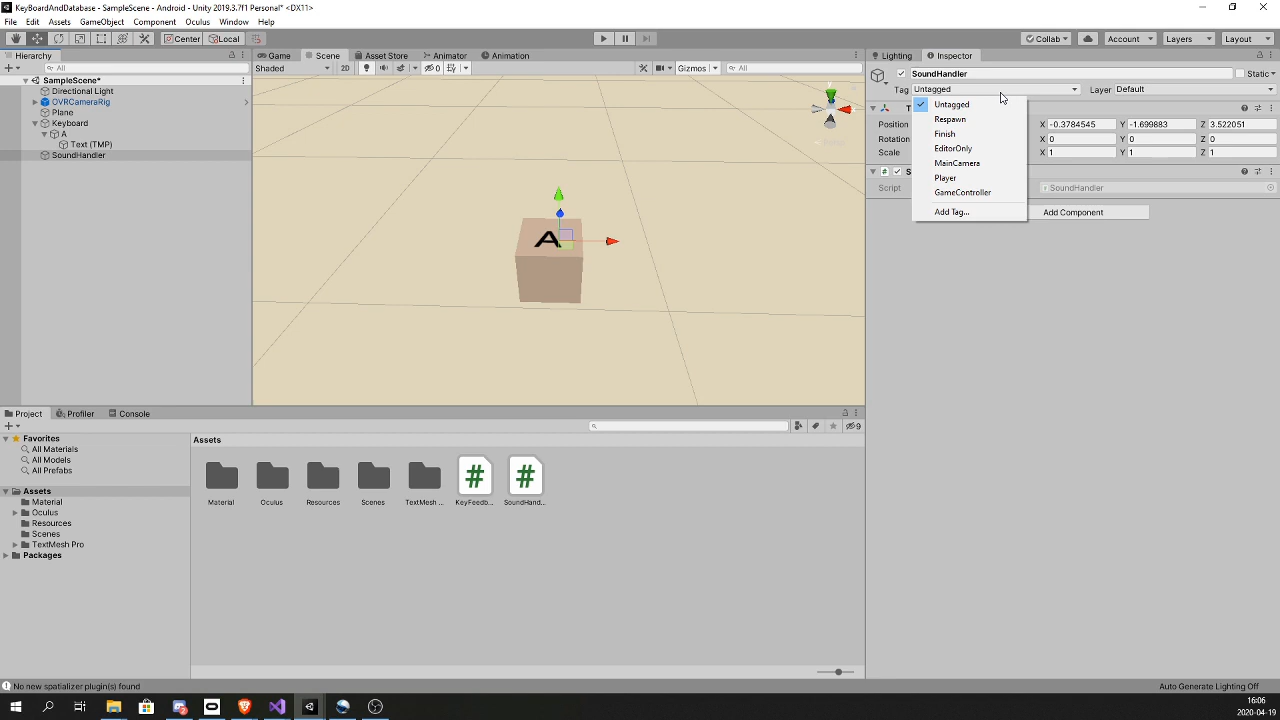 KeyBoardAndDatabase - SampleScene - Android - Unity 2019.3.7f1 Personal* <DX11>
File Edit Assets GameObject Component Oculus Window Help
Center Local Collab Account Layers Layout
Hierarchy Game Scene Asset Store Animator Animation Lighting Inspector
All Shaded 2D 0 Gizmos All SoundHandler Static
SampleScene* Tag Untagged Layer Default
Directional Light
OVRCameraRig
Plane
Keyboard
A
Text (TMP)
SoundHandler
Untagged
Respawn
Finish
EditorOnly
MainCamera
Player
GameController
Add Tag...
T
Position X -0.3784545 Y -1.699883 Z 3.522051
Rotation X 0 Y 0 Z 0
Scale X 1 Y 1 Z 1
S
Script SoundHandler
Add Component
Y
A
Project Profiler Console
9
Favorites
All Materials
All Models
All Prefabs
Assets
Material
Oculus
Resources
Scenes
TextMesh Pro
Packages
Assets
# #
Material Oculus Resources Scenes TextMesh ... KeyFeedb... SoundHand...
No new spatializer plugin(s) found Auto Generate Lighting Off
16:06
2020-04-19